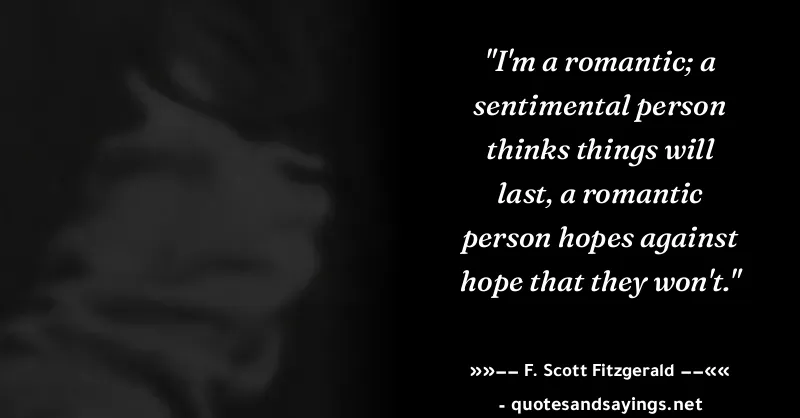 "I'm a romantic; a
sentimental person
thinks things will
last, a romantic
person hopes against
hope that they won't."
»»–– F. Scott Fitzgerald ––««
- quotesandsayings.net